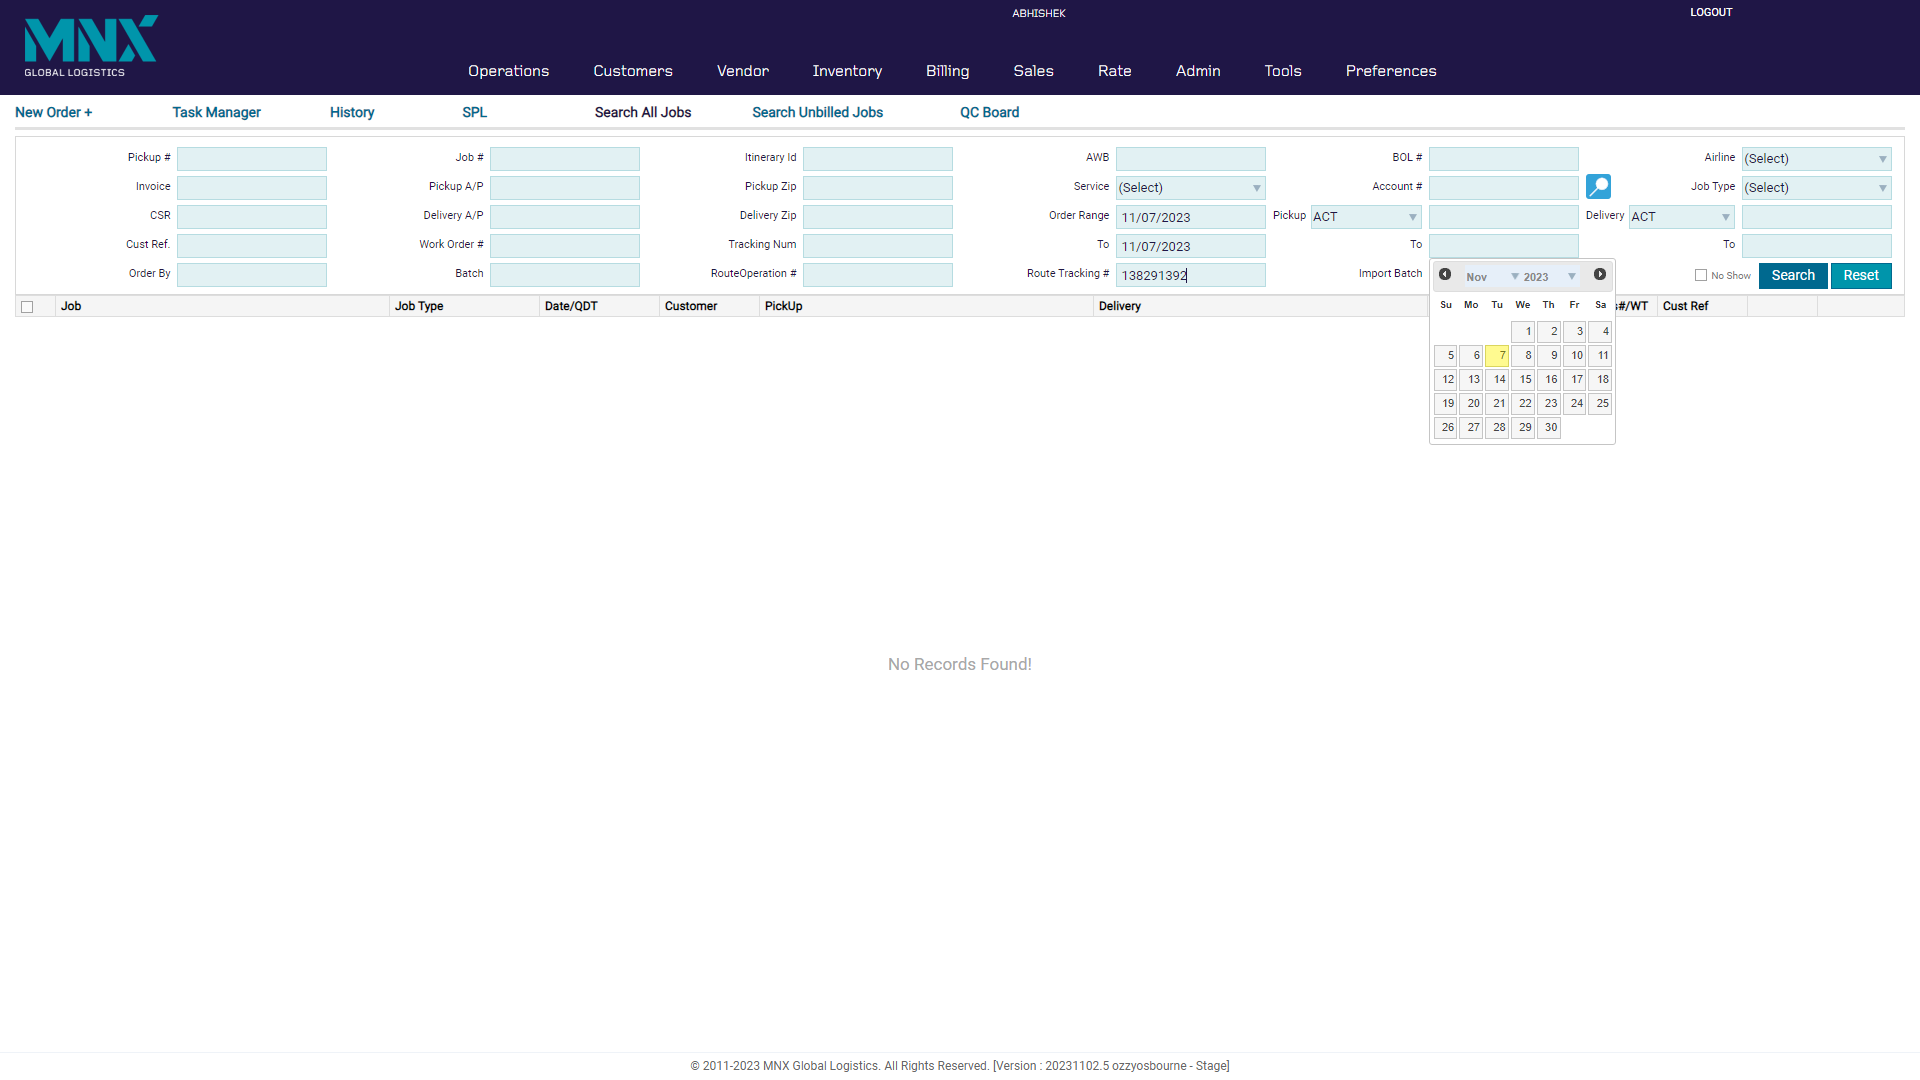 MNX
GLOBAL LOGISTICS
ABHISHEK
LOGOUT
Operations Customers Vendor Inventory Billing Sales Rate Admin Tools Preferences
New Order + Task Manager History SPL Search All Jobs Search Unbilled Jobs QC Board
Pickup # Job # Itinerary Id AWB BOL # Airline (Select)
Invoice Pickup A/P Pickup Zip Service (Select) Account # Job Type (Select)
CSR Delivery A/P Delivery Zip Order Range 11/07/2023 Pickup ACT Delivery ACT
Cust Ref. Work Order # Tracking Num To 11/07/2023 To To
Order By Batch RouteOperation # Route Tracking # 138291392 Import Batch No Show Search Reset
Job Job Type Date/QDT Customer PickUp Delivery s#/WT Cust Ref
Nov 2023
Su Mo Tu We Th Fr Sa
1 2 3 4
5 6 7 8 9 10 11
12 13 14 15 16 17 18
19 20 21 22 23 24 25
26 27 28 29 30
No Records Found!
© 2011-2023 MNX Global Logistics. All Rights Reserved. [Version : 20231102.5 ozzyosbourne - Stage]